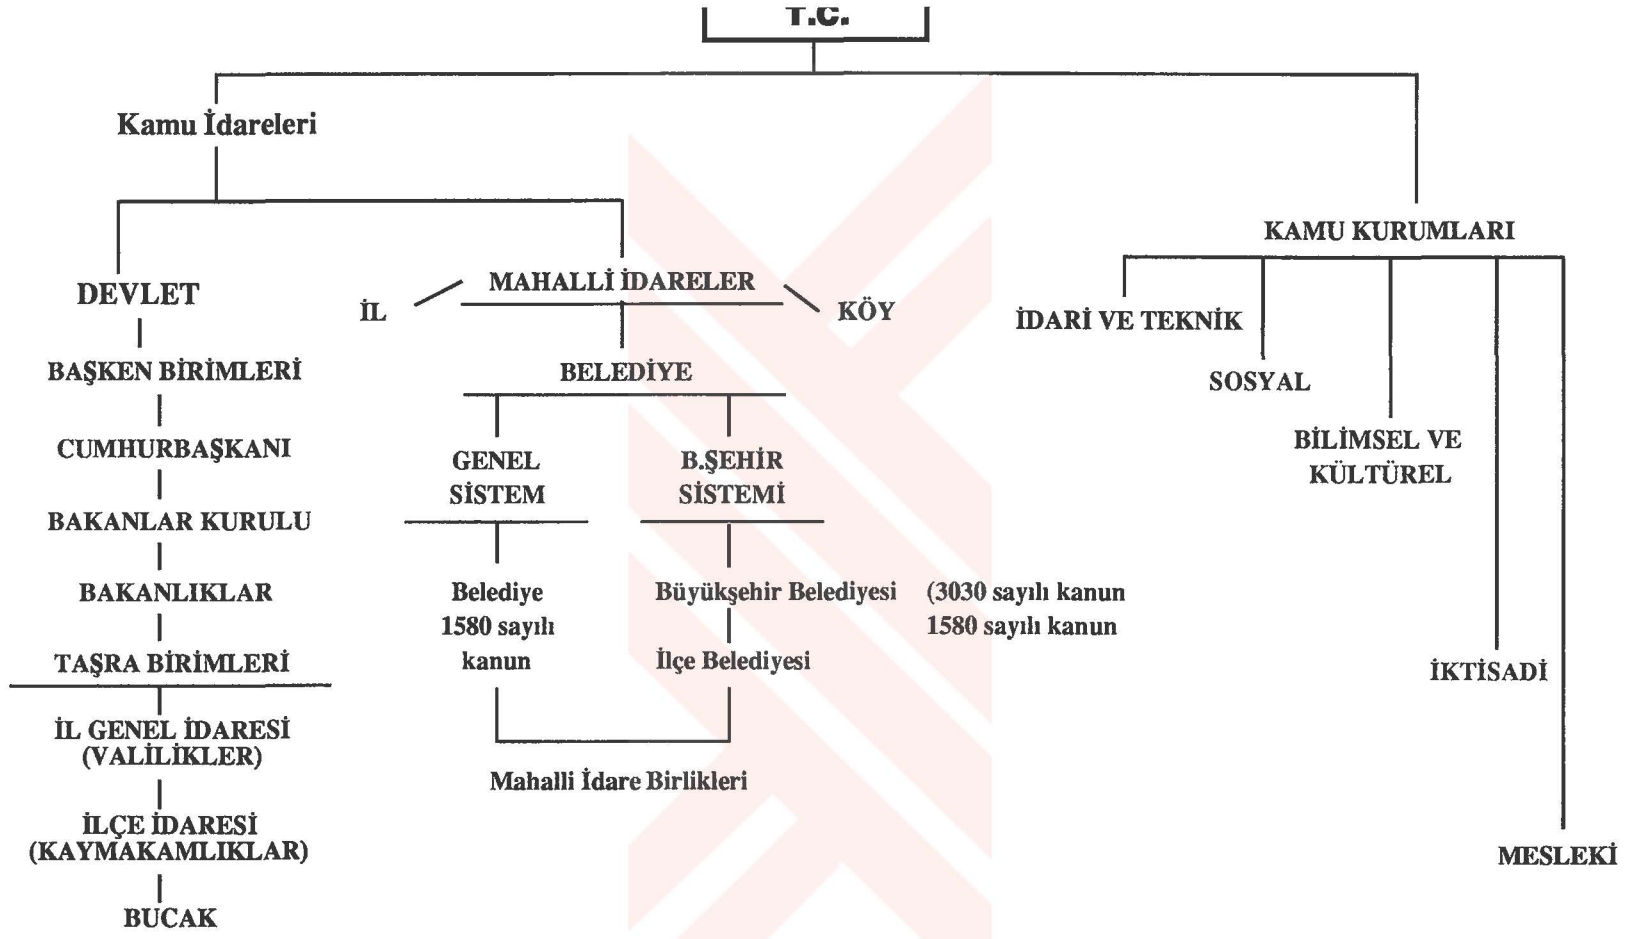 T.C.
Kamu İdareleri
DEVLET
BAŞKEN BİRİMLERİ
CUMHURBAŞKANI
BAKANLAR KURULU
BAKANLIKLAR
TAŞRA BİRİMLERİ
İL GENEL İDARESİ
(VALİLİKLER)
İLÇE İDARESİ
(KAYMAKAMLIKLAR)
BUCAK
MAHALLİ İDARELER
İL
KÖY
BELEDİYE
GENEL
SİSTEM
Belediye
1580 sayılı
kanun
B.ŞEHİR
SİSTEMİ
Büyükşehir Belediyesi
(3030 sayılı kanun
1580 sayılı kanun
İlçe Belediyesi
Mahalli İdare Birlikleri
KAMU KURUMLARI
İDARİ VE TEKNİK
SOSYAL
BİLİMSEL VE
KÜLTÜREL
İKTİSADİ
MESLEKİ